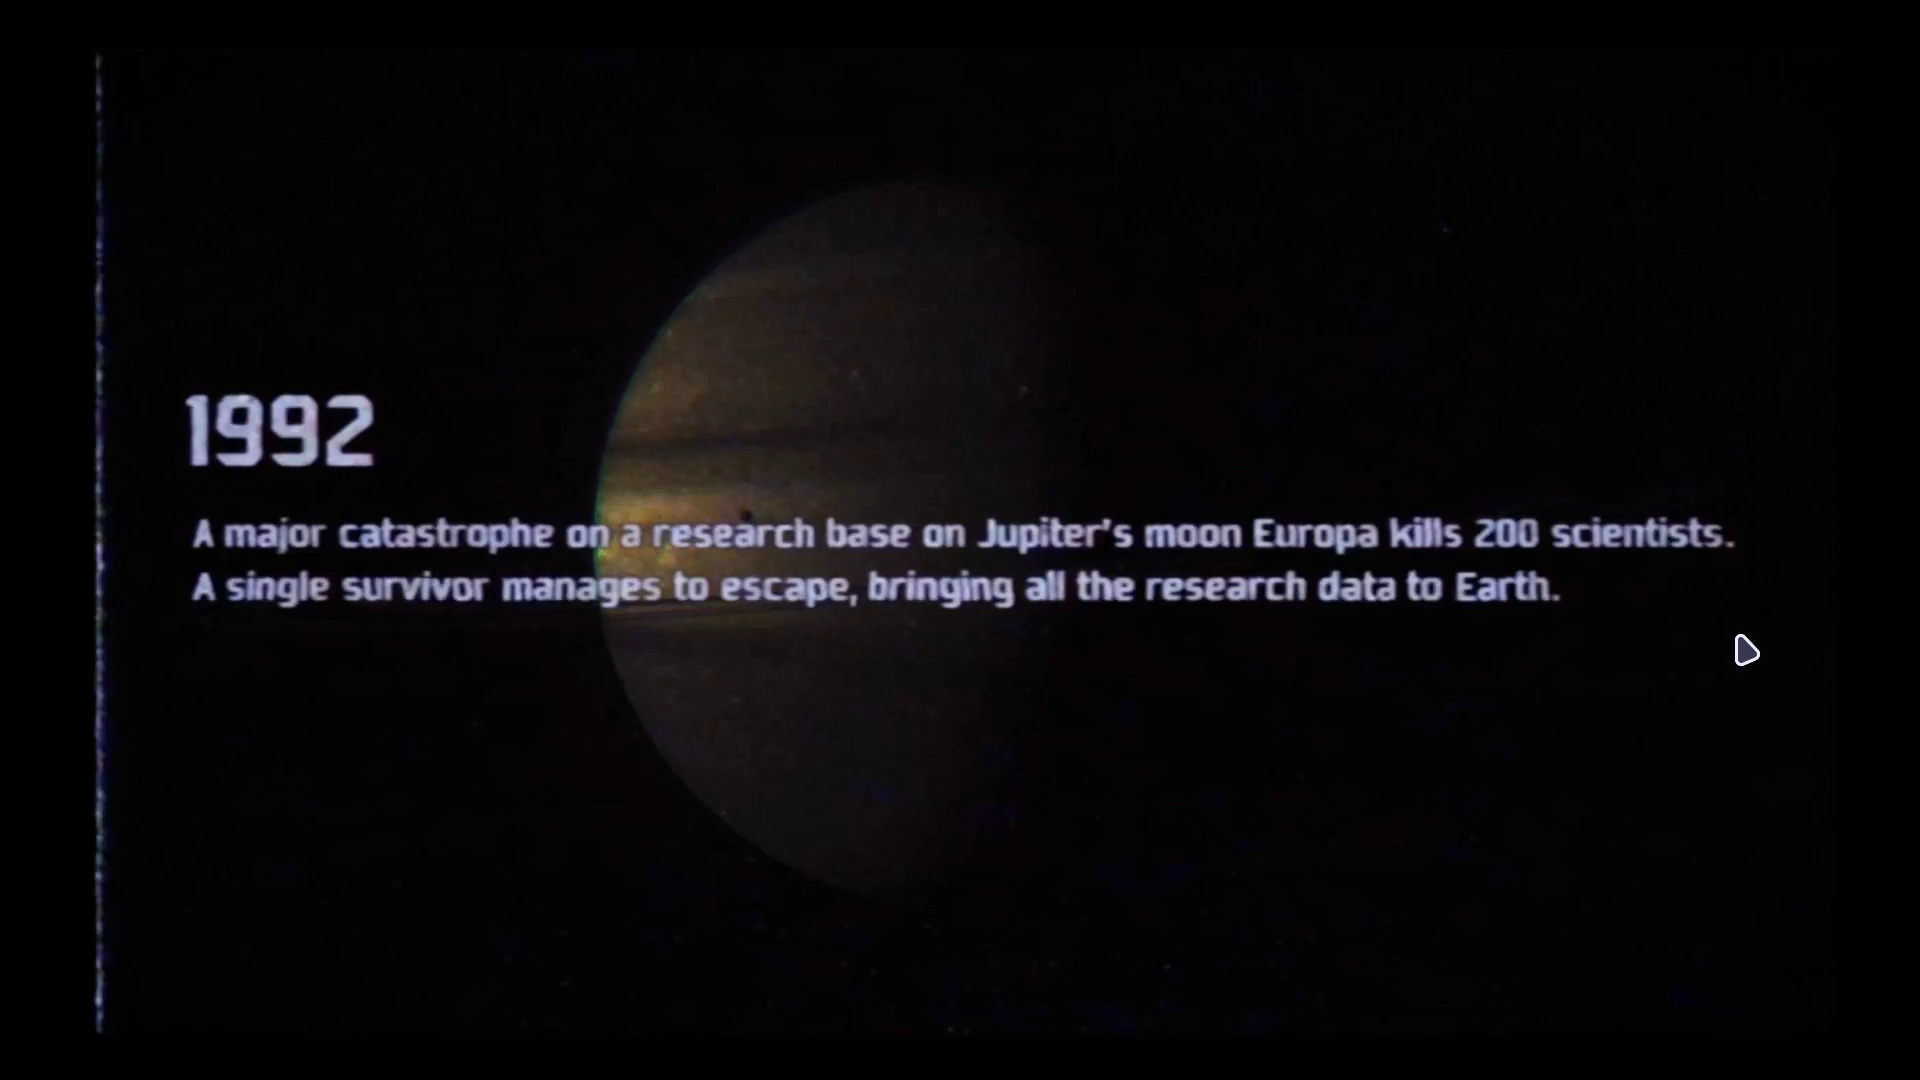 1992
A major catastrophe on a research base on Jupiter's moon Europa kills 200 scientists.
A single survivor manages to escape, bringing all the research data to Earth.